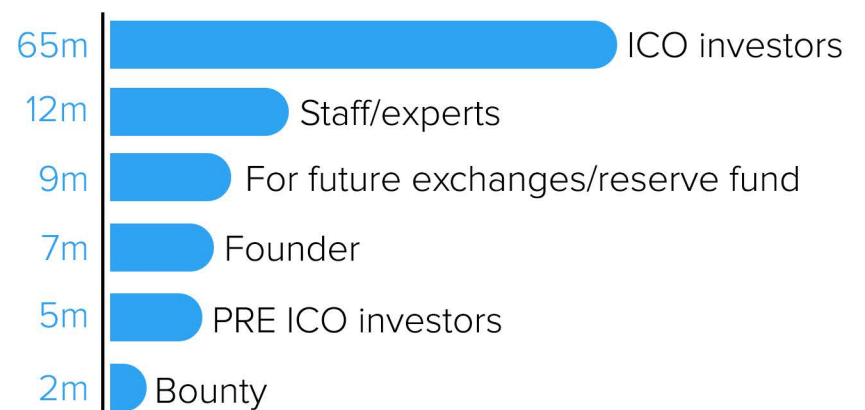 65m ICO investors
12m Staff/experts
9m For future exchanges/reserve fund
7m Founder
5m PRE ICO investors
2m Bounty